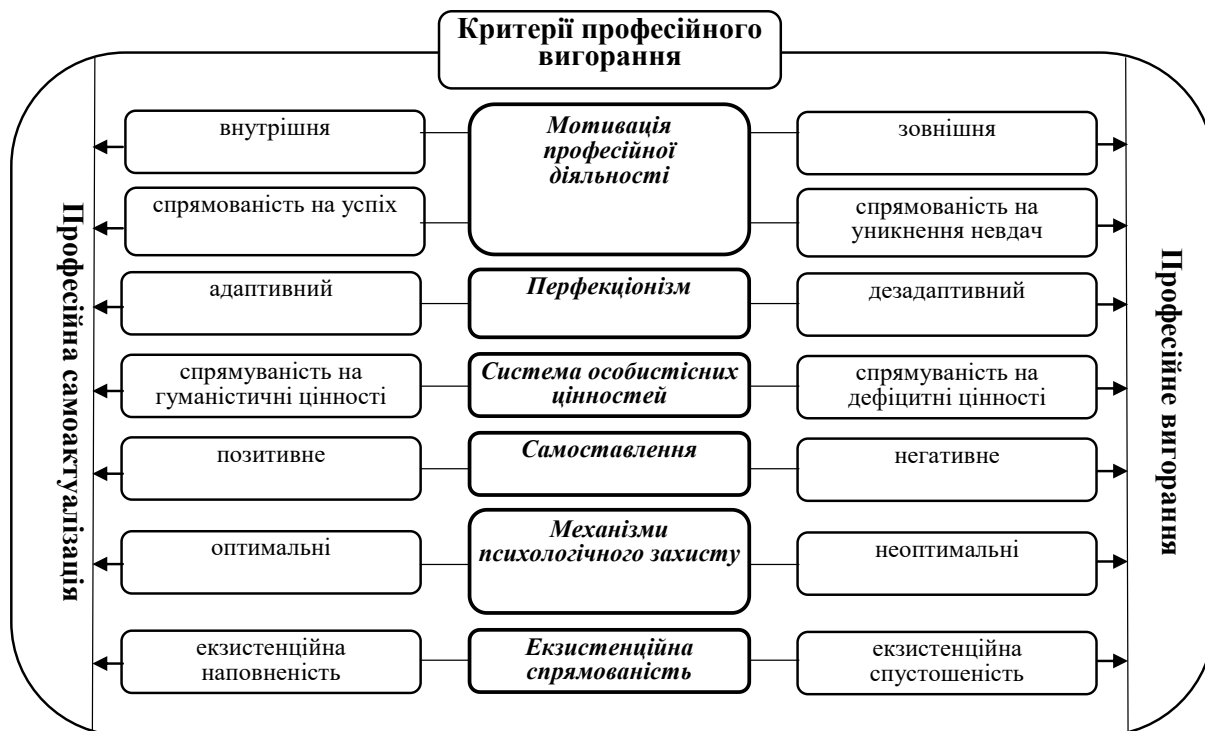 Критерії професійного
вигорання
Професійна самоактуалізація
Професійне вигорання
внутрішня
Мотивація
професійної
діяльності
зовнішня
спрямованість на успіх
спрямованість на
уникнення невдач
адаптивний
Перфекціонізм
дезадаптивний
спрямуваність на
гуманістичні цінності
Система особистісних
цінностей
спрямуваність на
дефіцитні цінності
позитивне
Самоставлення
негативне
оптимальні
Механізми
психологічного захисту
неоптимальні
екзистенційна
наповненість
Екзистенційна
спрямованість
екзистенційна
спустошеність